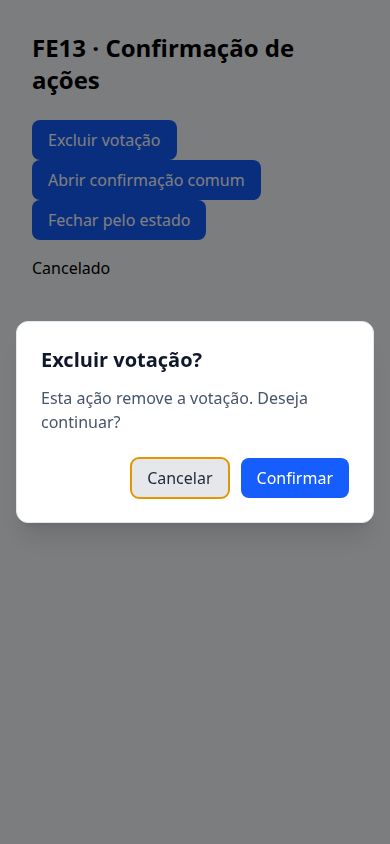 FE13 · Confirmação de
ações
Excluir votação
Abrir confirmação comum
Fechar pelo estado
Cancelado
Excluir votação?
Esta ação remove a votação. Deseja
continuar?
Cancelar
Confirmar